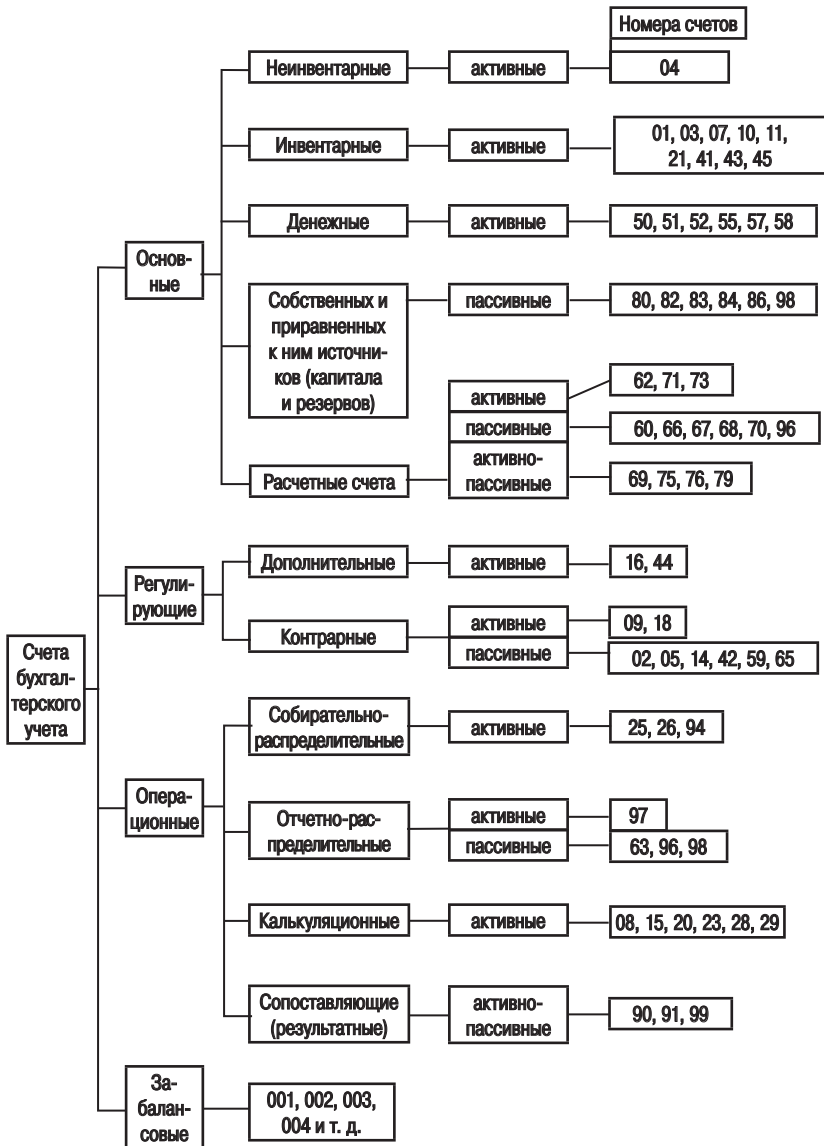 Номера счетов
Неинвентарные
активные
04
Инвентарные
активные
01, 03, 07, 10, 11,
21, 41, 43, 45
Денежные
активные
50, 51, 52, 55, 57, 58
Основ-
ные
Собственных и
приравненных
к ним источни-
ков (капитала
и резервов)
пассивные
80, 82, 83, 84, 86, 98
Расчетные счета
активные
62, 71, 73
пассивные
60, 66, 67, 68, 70, 96
активно-
пассивные
69, 75, 76, 79
Регули-
рующие
Дополнительные
активные
16, 44
Контрарные
активные
09, 18
пассивные
02, 05, 14, 42, 59, 65
Счета
бухгал-
терского
учета
Опера-
ционные
Собирательно-
распределительные
активные
25, 26, 94
Отчетно-рас-
пределительные
активные
97
пассивные
63, 96, 98
Калькуляционные
активные
08, 15, 20, 23, 28, 29
Сопоставляющие
(результатные)
активно-
пассивные
90, 91, 99
За-
балан-
совые
001, 002, 003,
004 и т. д.